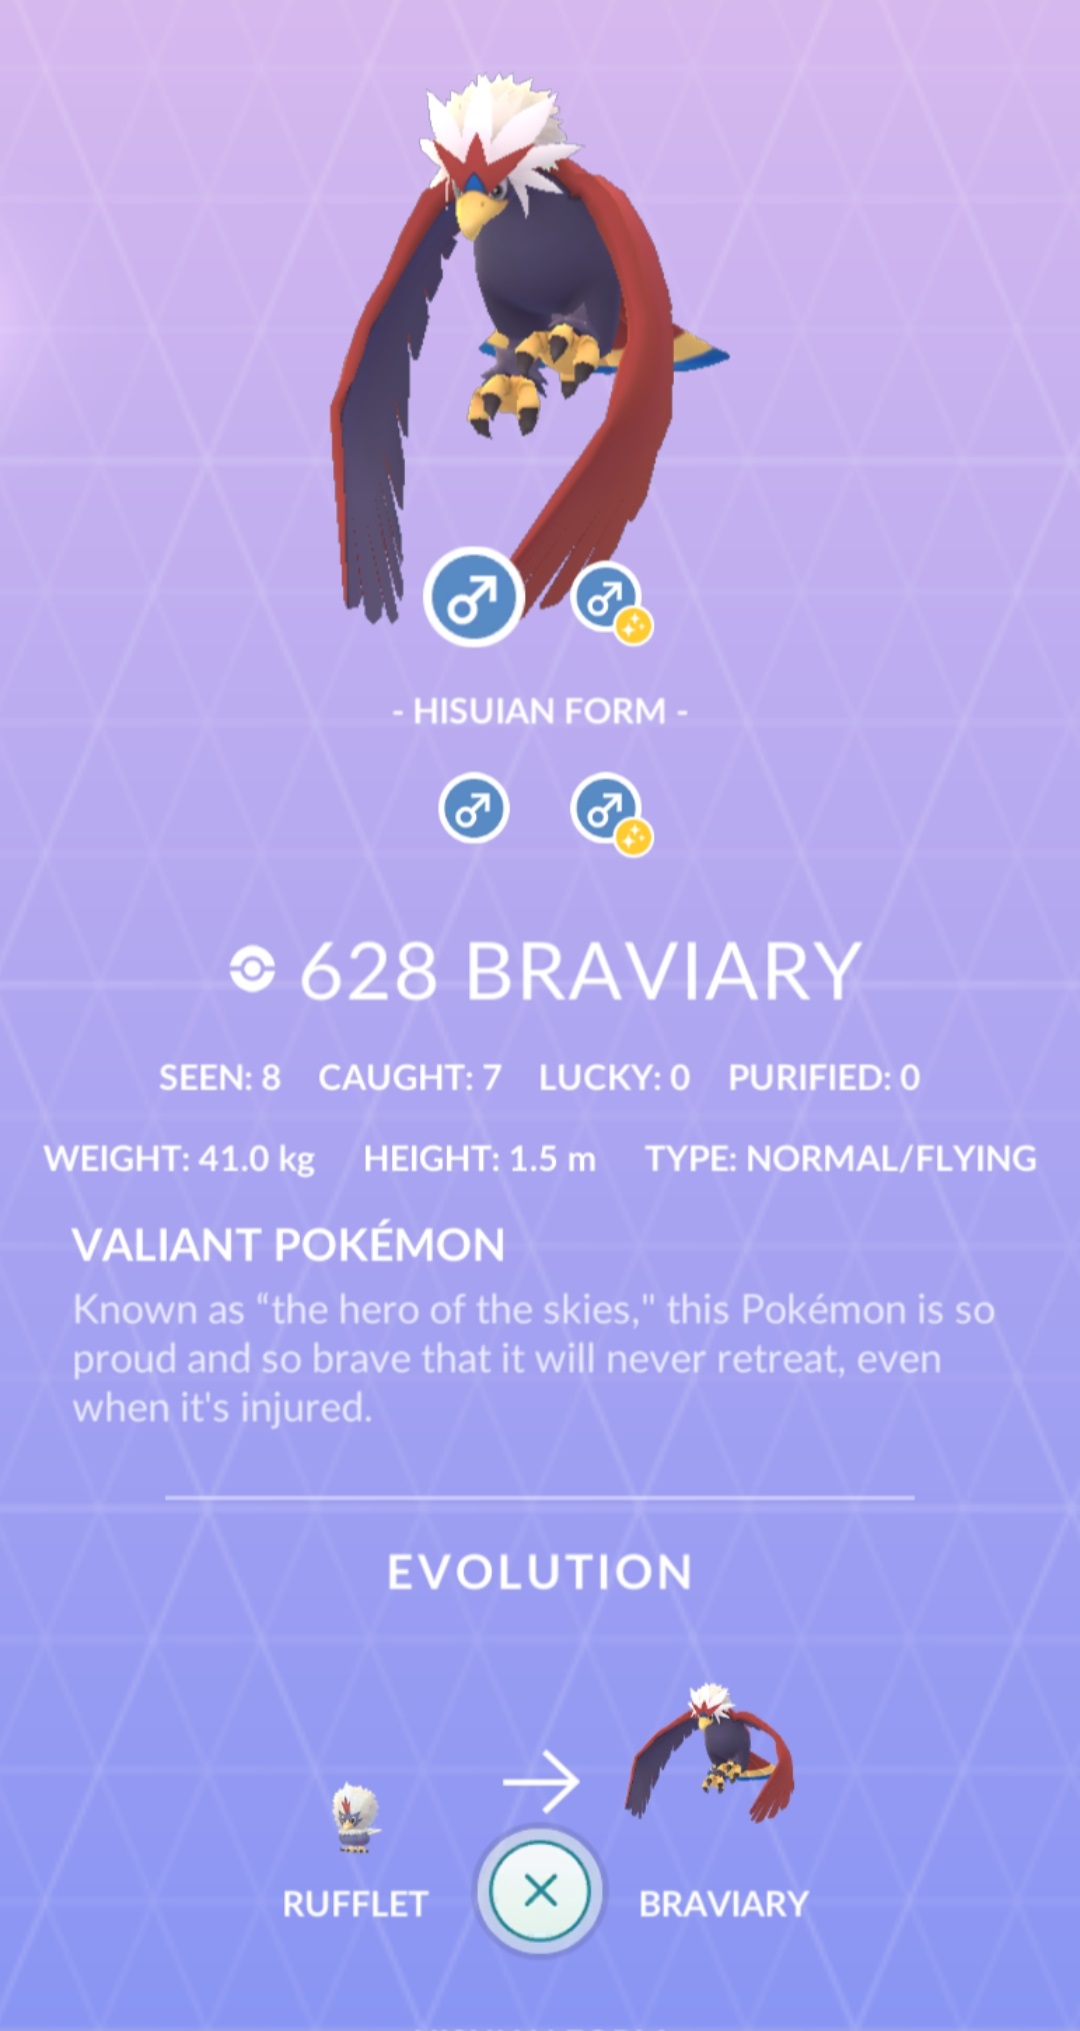 - HISUIAN FORM -
628 BRAVIARY
SEEN: 8 CAUGHT: 7 LUCKY: 0 PURIFIED: 0
WEIGHT: 41.0 kg HEIGHT: 1.5 m TYPE: NORMAL/FLYING
VALIANT POKÉMON
Known as “the hero of the skies," this Pokémon is so
proud and so brave that it will never retreat, even
when it's injured.
EVOLUTION
RUFFLET BRAVIARY